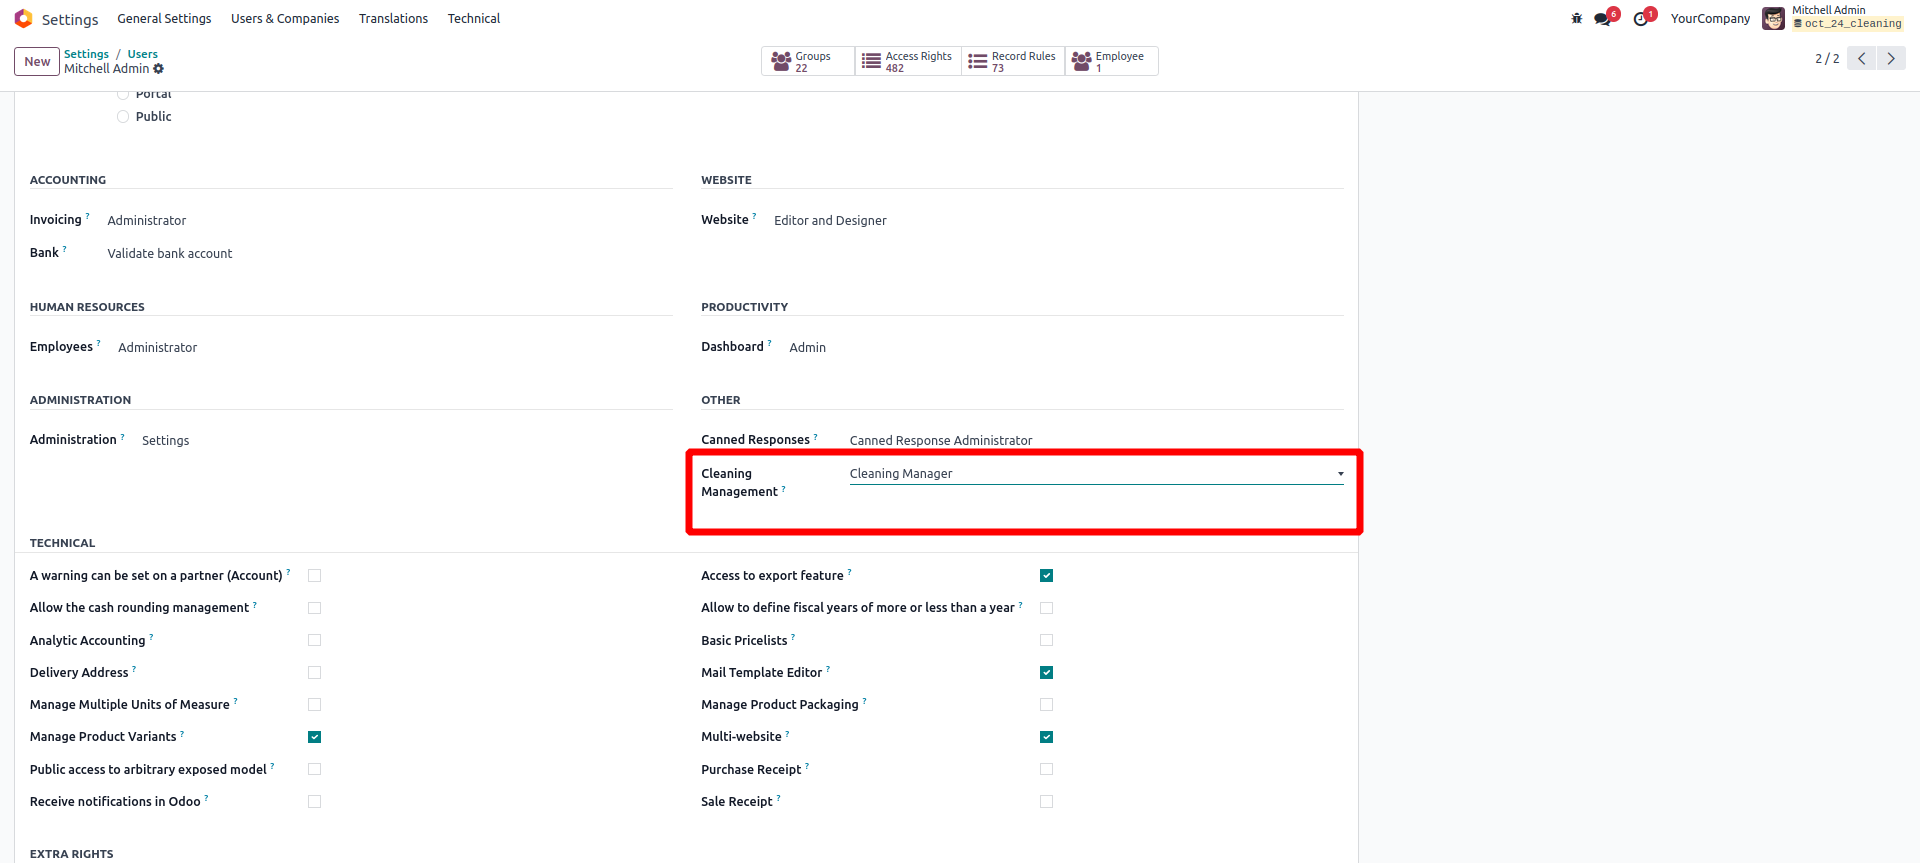 Settings General Settings Users & Companies Translations Technical
6 1 YourCompany Mitchell Admin
oct_24_cleaning
New Settings / Users
Mitchell Admin
Groups 22 Access Rights 482 Record Rules 73 Employee 1
2 / 2
Portal
Public
ACCOUNTING
Invoicing ? Administrator
Bank ? Validate bank account
WEBSITE
Website ? Editor and Designer
HUMAN RESOURCES
Employees ? Administrator
PRODUCTIVITY
Dashboard ? Admin
ADMINISTRATION
Administration ? Settings
OTHER
Canned Responses ? Canned Response Administrator
Cleaning Cleaning Manager
Management ?
TECHNICAL
A warning can be set on a partner (Account) ?
Access to export feature ?
Allow the cash rounding management ?
Allow to define fiscal years of more or less than a year ?
Analytic Accounting ?
Basic Pricelists ?
Delivery Address ?
Mail Template Editor ?
Manage Multiple Units of Measure ?
Manage Product Packaging ?
Manage Product Variants ?
Multi-website ?
Public access to arbitrary exposed model ?
Purchase Receipt ?
Receive notifications in Odoo ?
Sale Receipt ?
EXTRA RIGHTS